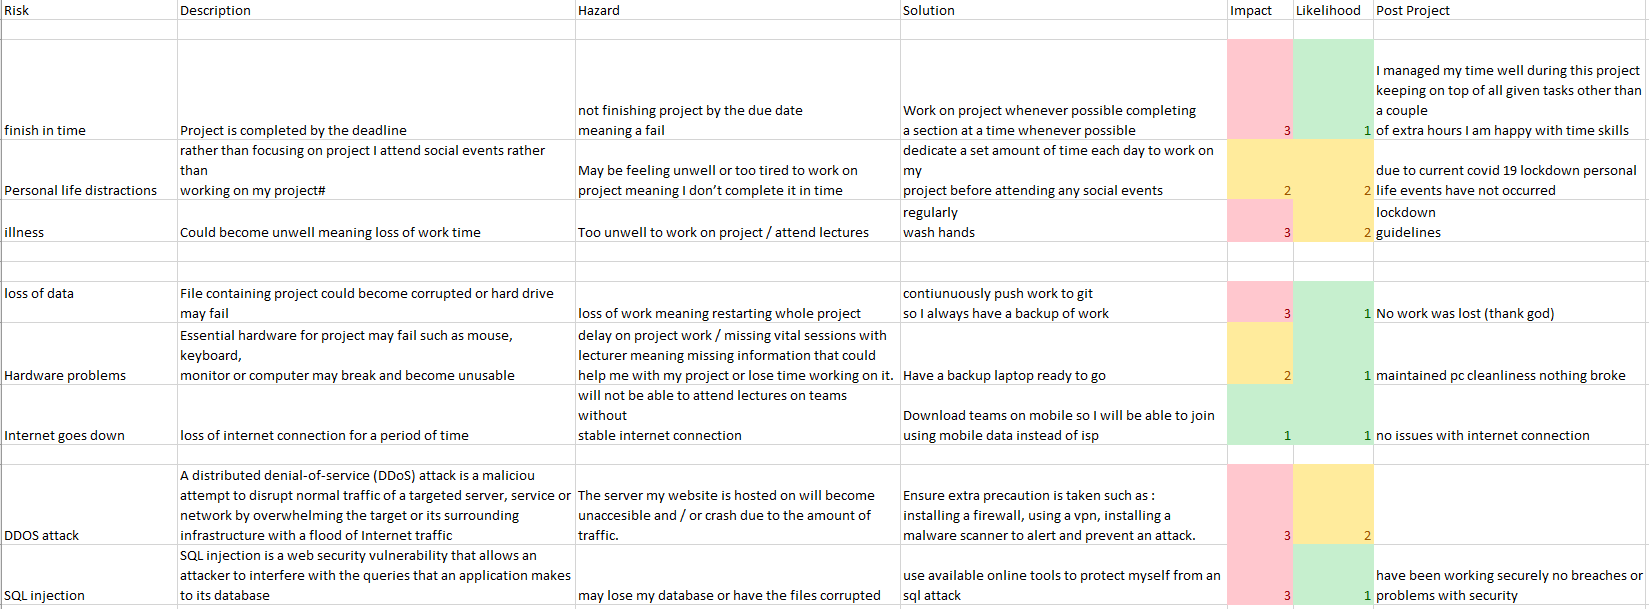 Risk Description Hazard Solution Impact Likelihood Post Project
finish in time
Project is completed by the deadline
not finishing project by the due date
meaning a fail
Work on project whenever possible completing
a section at a time whenever possible
3
1
I managed my time well during this project
keeping on top of all given tasks other than
a couple
of extra hours I am happy with time skills
Personal life distractions
rather than focusing on project I attend social events rather
than
working on my project#
May be feeling unwell or too tired to work on
project meaning I don't complete it in time
dedicate a set amount of time each day to work on
my
project before attending any social events
2
2
due to current covid 19 lockdown personal
life events have not occurred
illness
Could become unwell meaning loss of work time
Too unwell to work on project / attend lectures
regularly
wash hands
3
2
lockdown
guidelines
loss of data
File containing project could become corrupted or hard drive
may fail
loss of work meaning restarting whole project
contiunuously push work to git
so I always have a backup of work
3
1
No work was lost (thank god)
Hardware problems
Essential hardware for project may fail such as mouse,
keyboard,
monitor or computer may break and become unusable
delay on project work / missing vital sessions with
lecturer meaning missing information that could
help me with my project or lose time working on it.
Have a backup laptop ready to go
2
1
maintained pc cleanliness nothing broke
Internet goes down
loss of internet connection for a period of time
will not be able to attend lectures on teams
without
stable internet connection
Download teams on mobile so I will be able to join
using mobile data instead of isp
1
1
no issues with internet connection
DDOS attack
A distributed denial-of-service (DDoS) attack is a maliciou
attempt to disrupt normal traffic of a targeted server, service or
network by overwhelming the target or its surrounding
infrastructure with a flood of Internet traffic
The server my website is hosted on will become
unaccesible and / or crash due to the amount of
traffic.
Ensure extra precaution is taken such as :
installing a firewall, using a vpn, installing a
malware scanner to alert and prevent an attack.
3
2
SQL injection
SQL injection is a web security vulnerability that allows an
attacker to interfere with the queries that an application makes
to its database
may lose my database or have the files corrupted
use available online tools to protect myself from an
sql attack
3
1
have been working securely no breaches or
problems with security